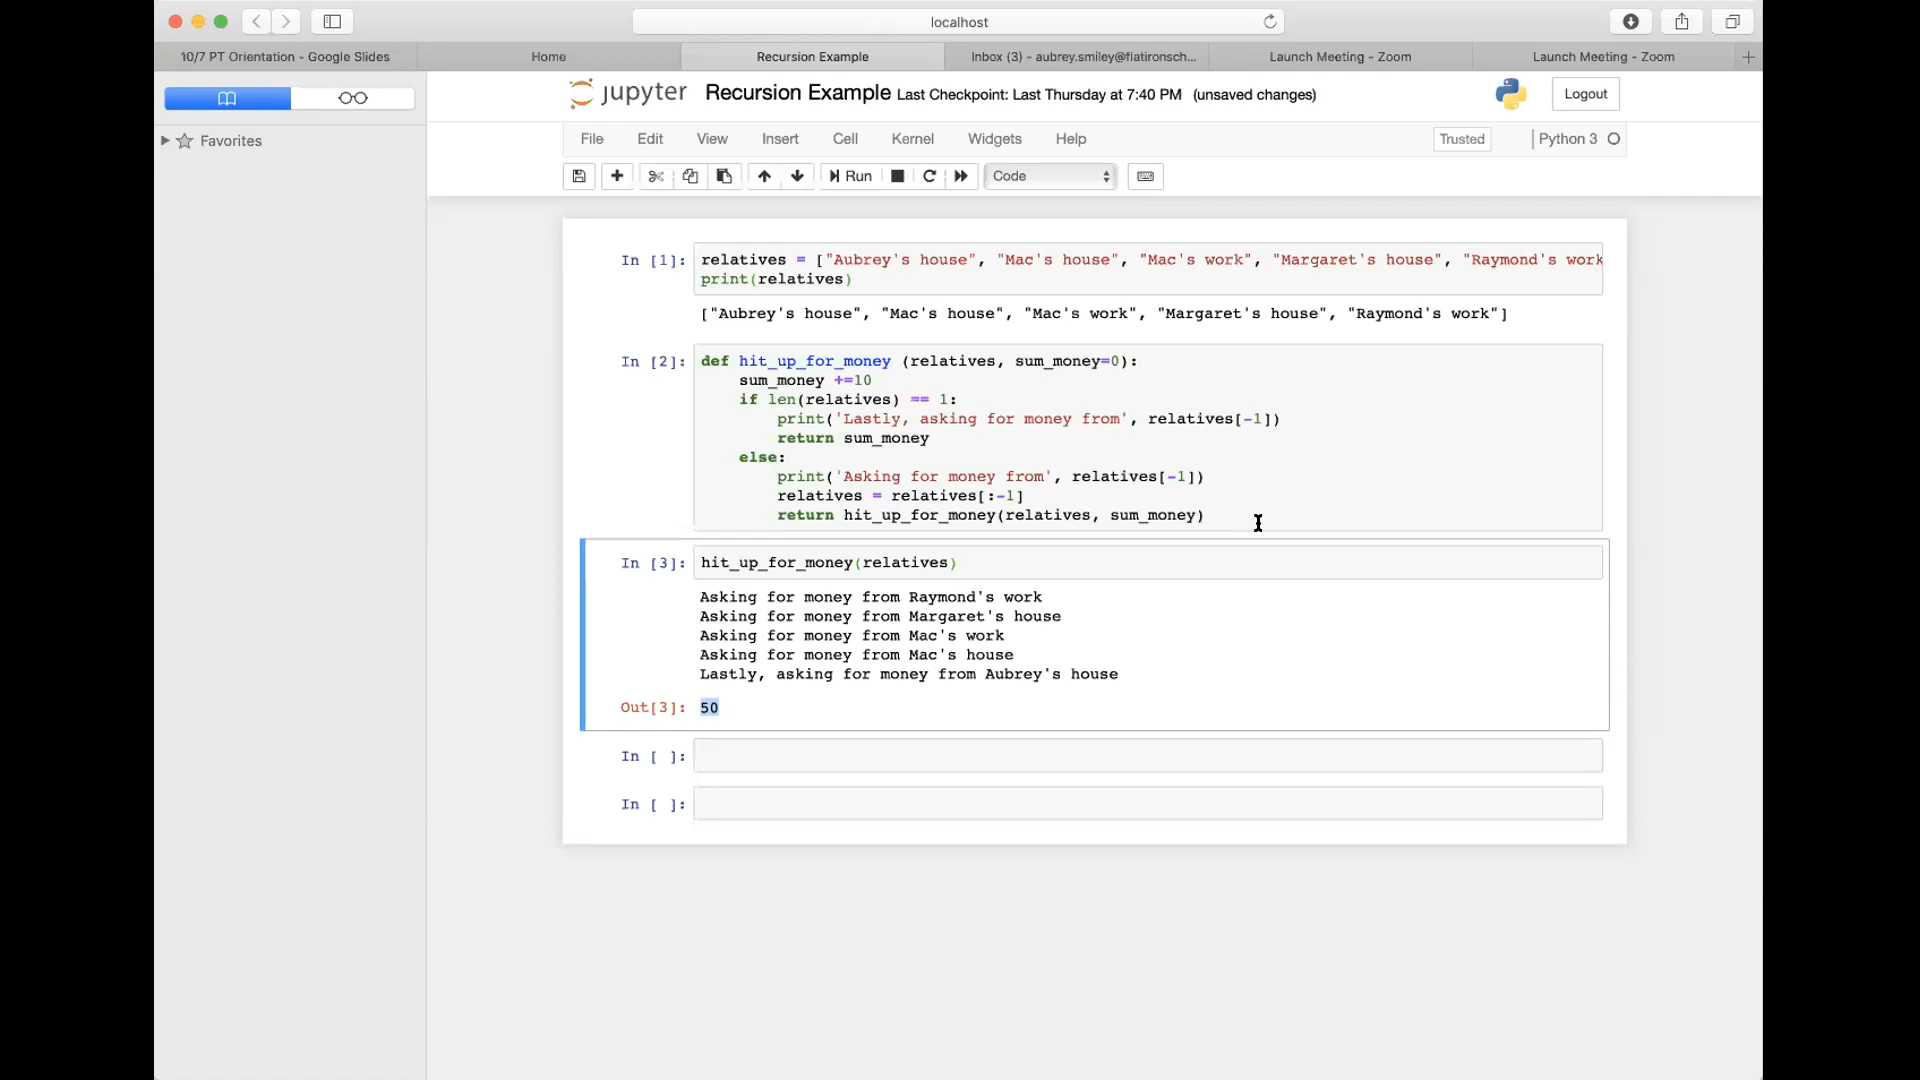 localhost
10/7 PT Orientation - Google Slides
Home
Recursion Example
Inbox (3) - aubrey.smiley@flatironsch...
Launch Meeting - Zoom
Launch Meeting - Zoom
Favorites
jupyter Recursion Example Last Checkpoint: Last Thursday at 7:40 PM (unsaved changes)
Logout
File Edit View Insert Cell Kernel Widgets Help
Trusted
Python 3
Run
Code
In [1]: relatives = ["Aubrey's house", "Mac's house", "Mac's work", "Margaret's house", "Raymond's work
print(relatives)
["Aubrey's house", "Mac's house", "Mac's work", "Margaret's house", "Raymond's work"]
In [2]: def hit_up_for_money (relatives, sum_money=0):
sum_money +=10
if len(relatives) == 1:
print('Lastly, asking for money from', relatives[-1])
return sum_money
else:
print('Asking for money from', relatives[-1])
relatives = relatives[:-1]
return hit_up_for_money(relatives, sum_money)
In [3]: hit_up_for_money(relatives)
Asking for money from Raymond's work
Asking for money from Margaret's house
Asking for money from Mac's work
Asking for money from Mac's house
Lastly, asking for money from Aubrey's house
Out[3]: 50
In [ ]:
In [ ]: